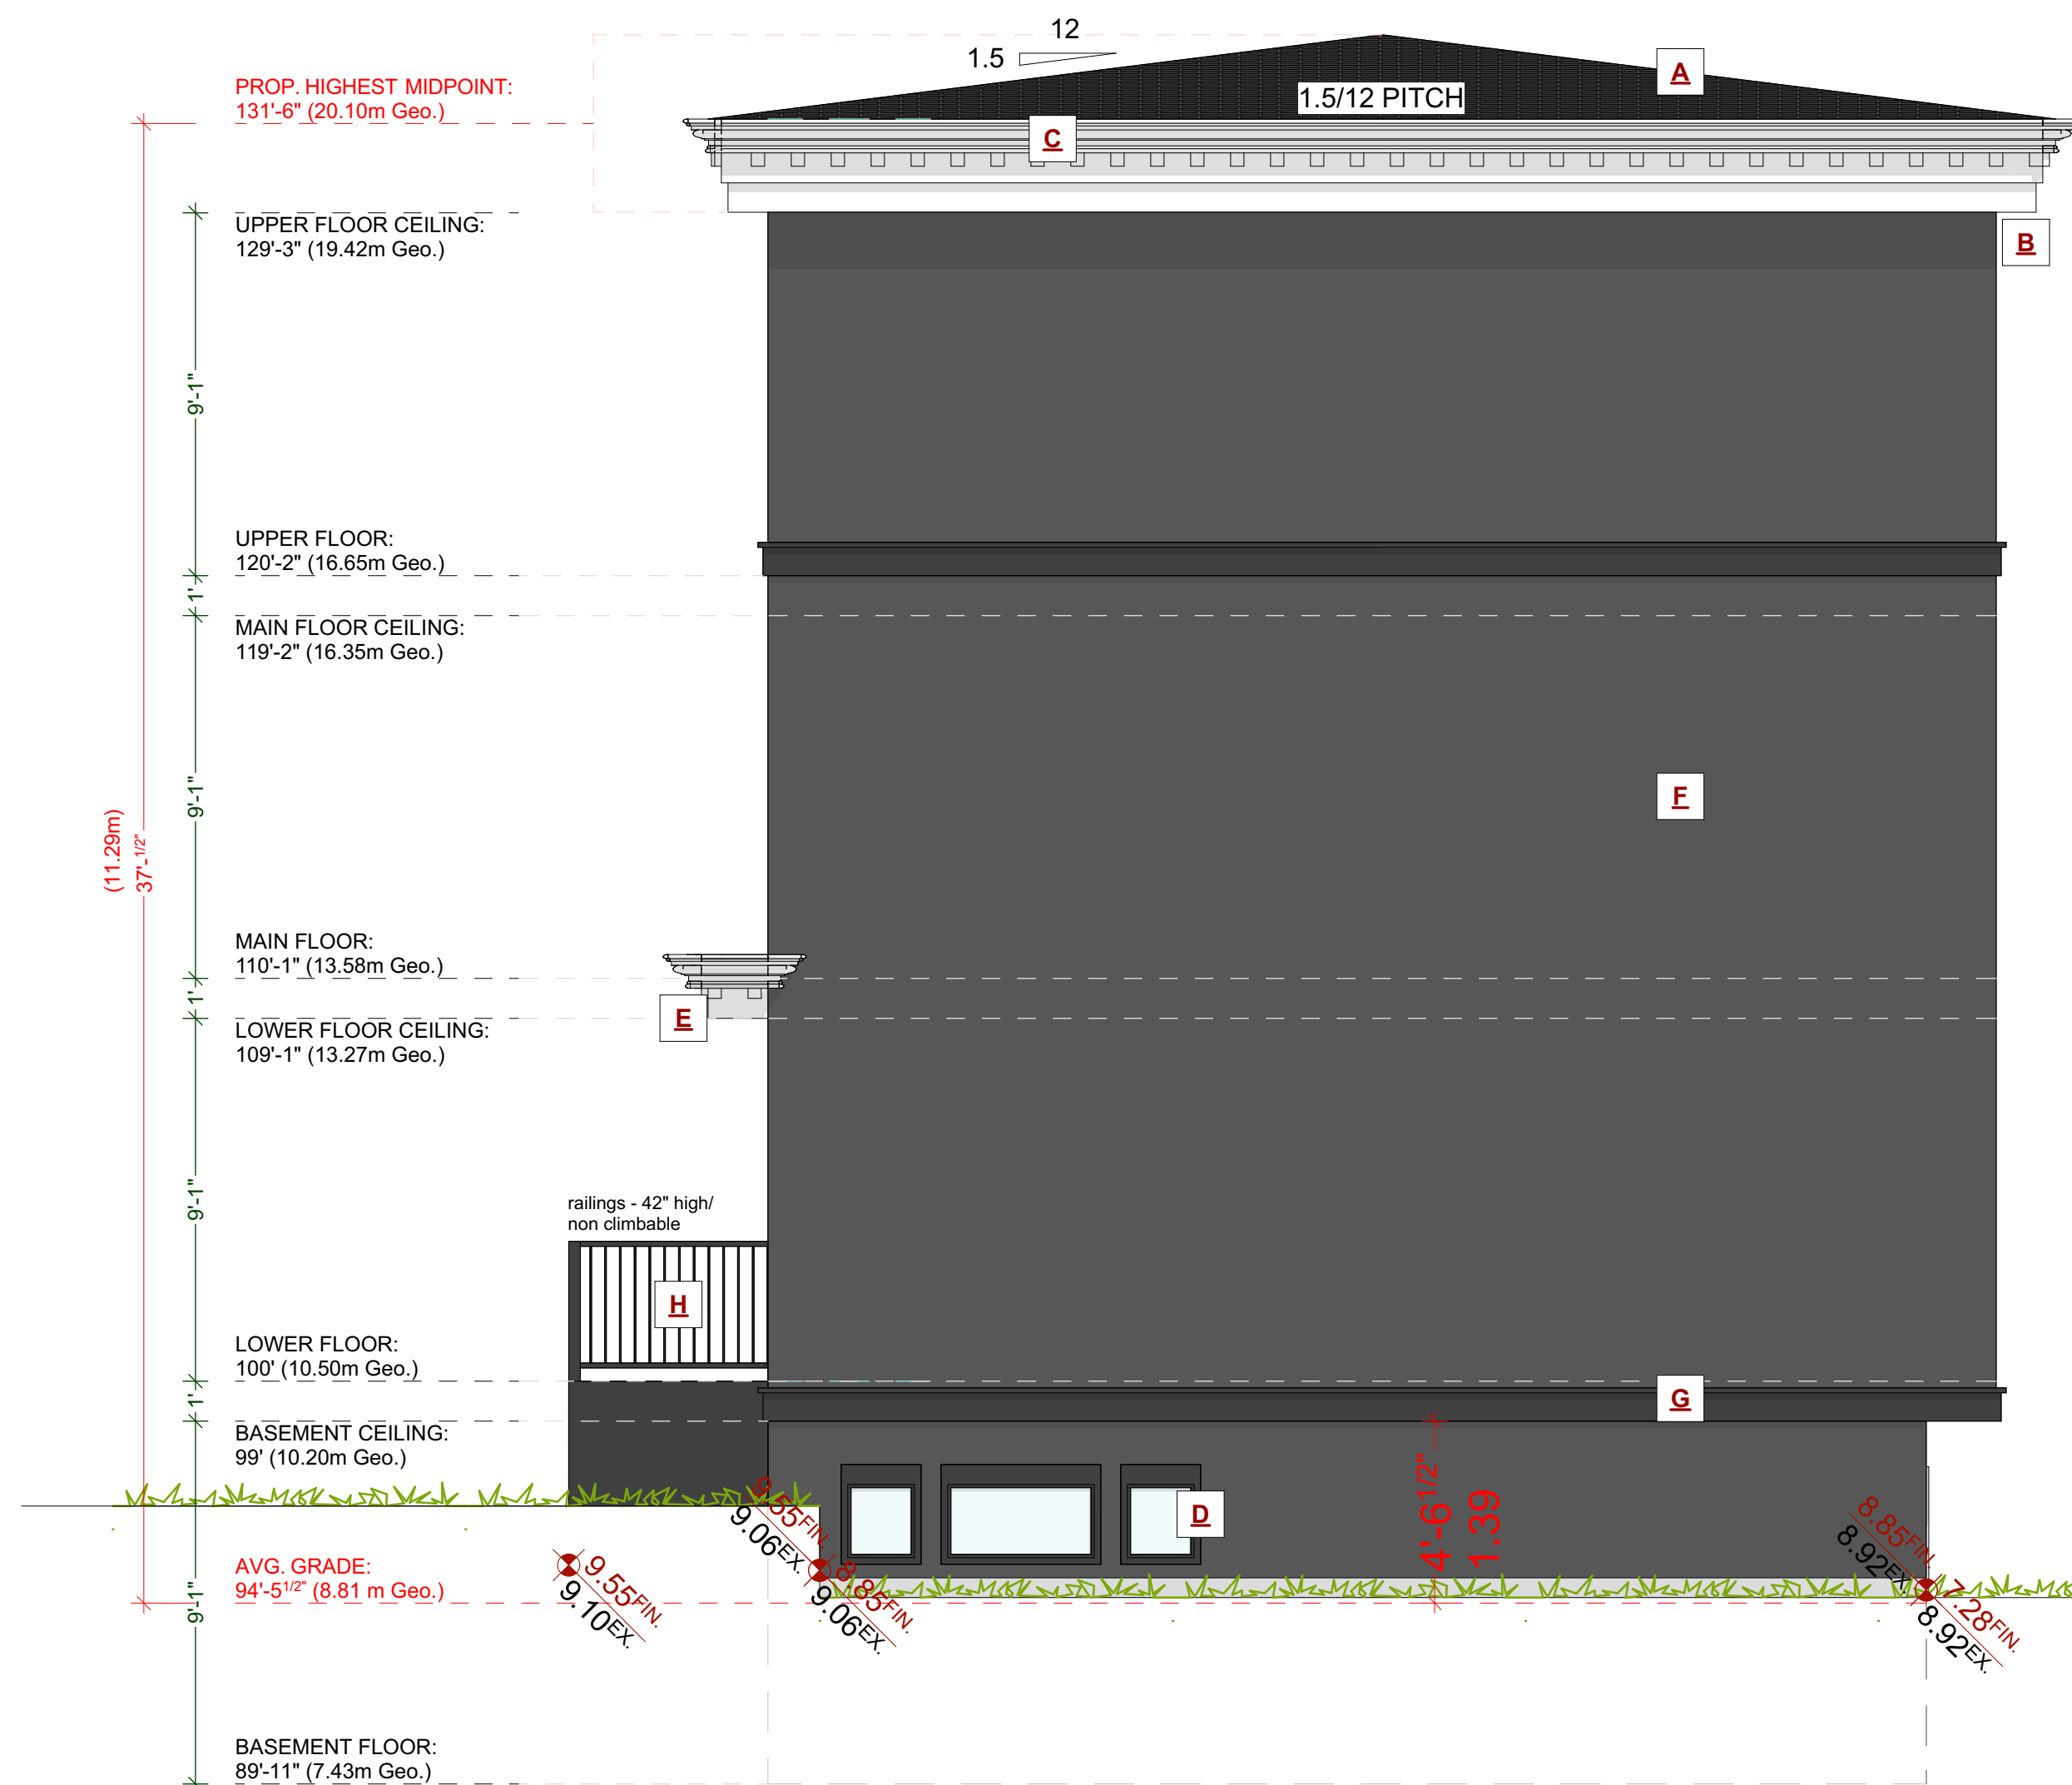 12
1.5
1.5/12 PITCH
A
C
B
PROP. HIGHEST MIDPOINT:
131'-6" (20.10m Geo.)
UPPER FLOOR CEILING:
129'-3" (19.42m Geo.)
9'-1"
UPPER FLOOR:
120'-2" (16.65m Geo.)
1'
MAIN FLOOR CEILING:
119'-2" (16.35m Geo.)
F
9'-1"
(11.29m)
37'-1/2"
MAIN FLOOR:
110'-1" (13.58m Geo.)
1'
E
LOWER FLOOR CEILING:
109'-1" (13.27m Geo.)
9'-1"
railings - 42" high/
non climbable
H
LOWER FLOOR:
100' (10.50m Geo.)
1'
G
BASEMENT CEILING:
99' (10.20m Geo.)
4'-6 1/2"
1.39
D
9.55FIN.
9.06EX.
8.85FIN.
8.92EX.
AVG. GRADE:
94'-5 1/2" (8.81 m Geo.)
9'-1"
9.55FIN.
9.10EX.
8.85FIN.
9.06EX.
7.28FIN.
8.92EX.
BASEMENT FLOOR:
89'-11" (7.43m Geo.)